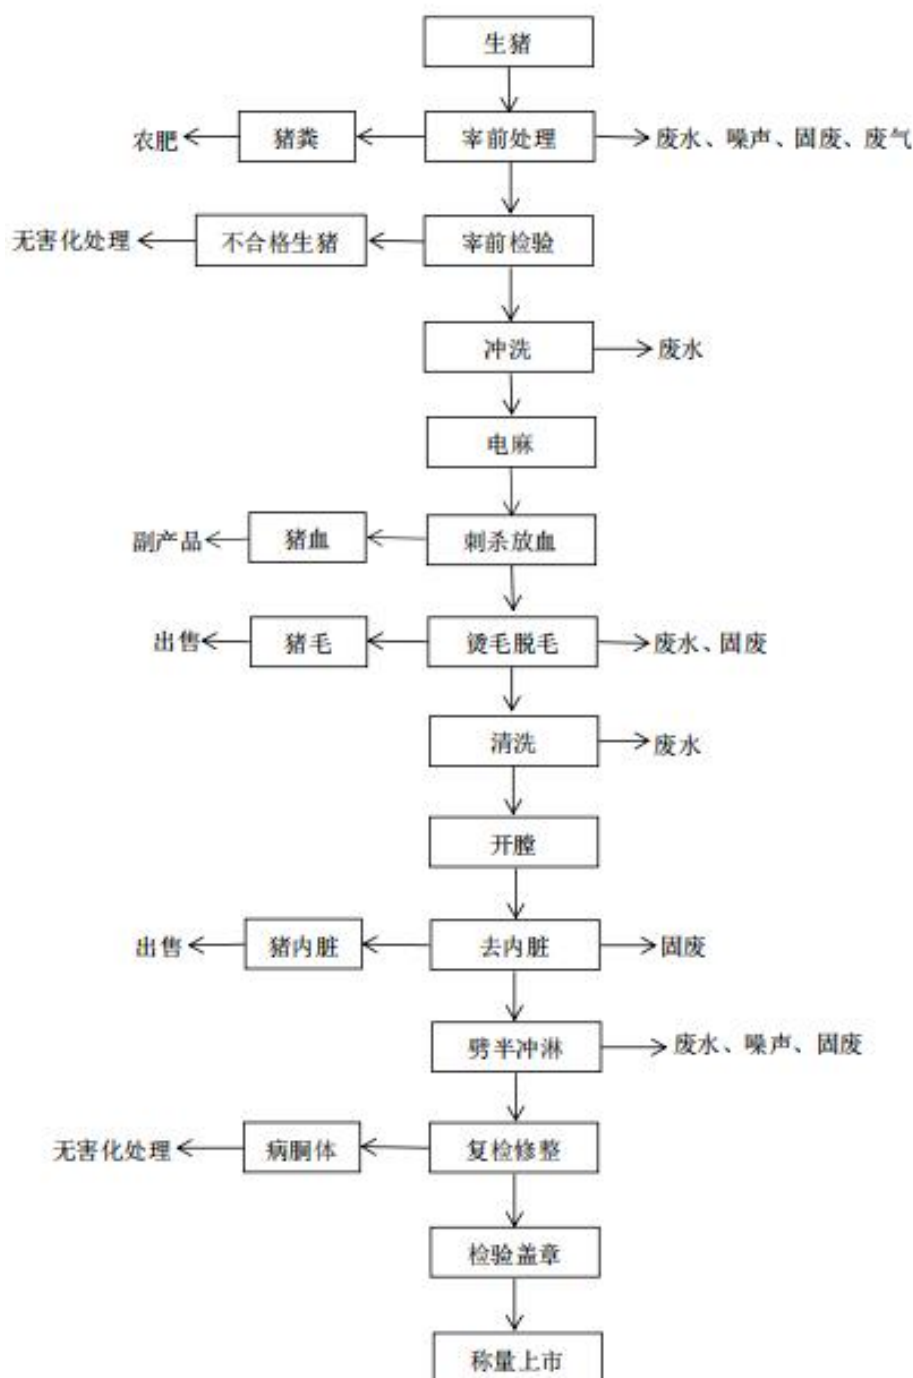 生猪
农肥 猪粪 宰前处理 废水、噪声、固废、废气
无害化处理 不合格生猪 宰前检验
冲洗 废水
电麻
副产品 猪血 刺杀放血
出售 猪毛 烫毛脱毛 废水、固废
清洗 废水
开膛
出售 猪内脏 去内脏 固废
劈半冲淋 废水、噪声、固废
无害化处理 病胴体 复检修整
检验盖章
称量上市